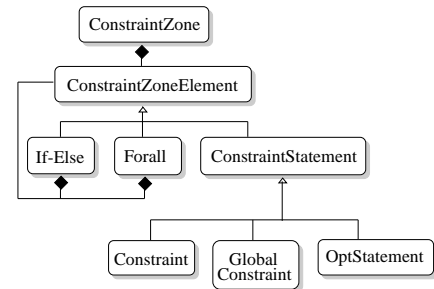 ConstraintZone
ConstraintZoneElement
If-Else
Forall
ConstraintStatement
Constraint
Global
Constraint
OptStatement